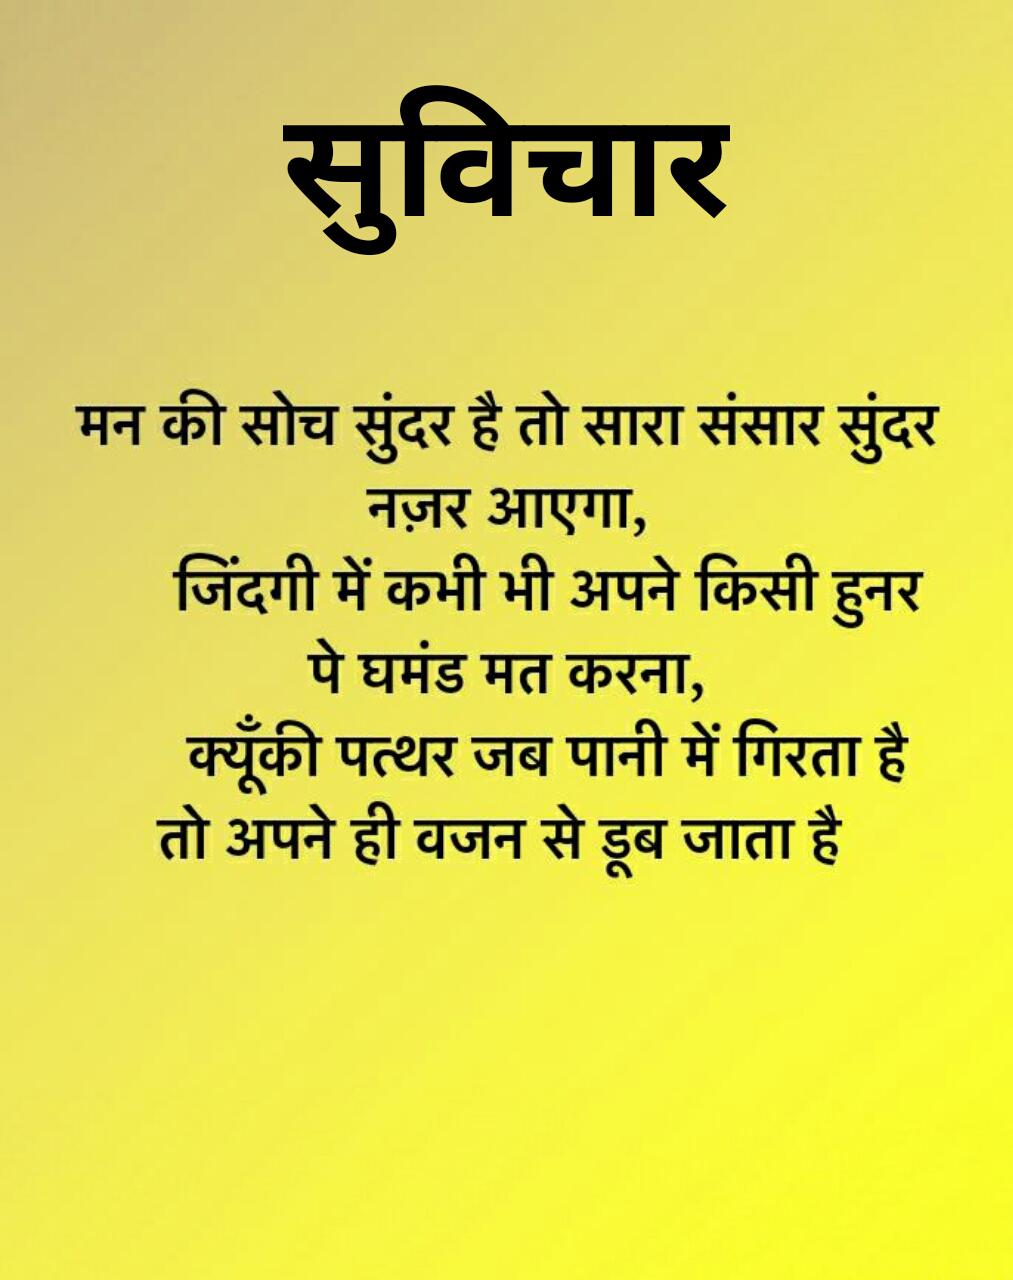 सुविचार
मन की सोच सुंदर है तो सारा संसार सुंदर
नज़र आएगा,
जिंदगी में कभी भी अपने किसी हुनर
पे घमंड मत करना,
क्यूँकी पत्थर जब पानी में गिरता है
तो अपने ही वजन से डूब जाता है